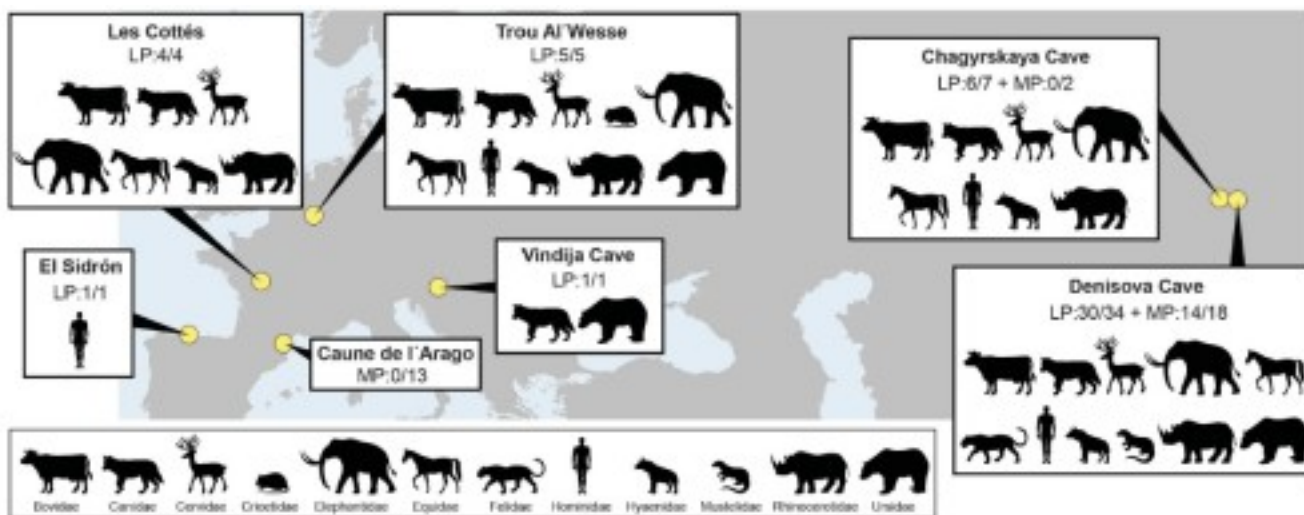 Les Cottés
LP:4/4
Trou Al'Wesse
LP:5/5
Chagyrskaya Cave
LP:6/7 + MP:0/2
El Sidrón
LP:1/1
Vindija Cave
LP:1/1
Caune de l'Arago
MP:0/13
Denisova Cave
LP:30/34 + MP:14/18
Bovidae Canidae Cervidae Cricetidae Elephantidae Equidae Felidae Hominidae Hyaenidae Mustelidae Rhinocerotidae Ursidae